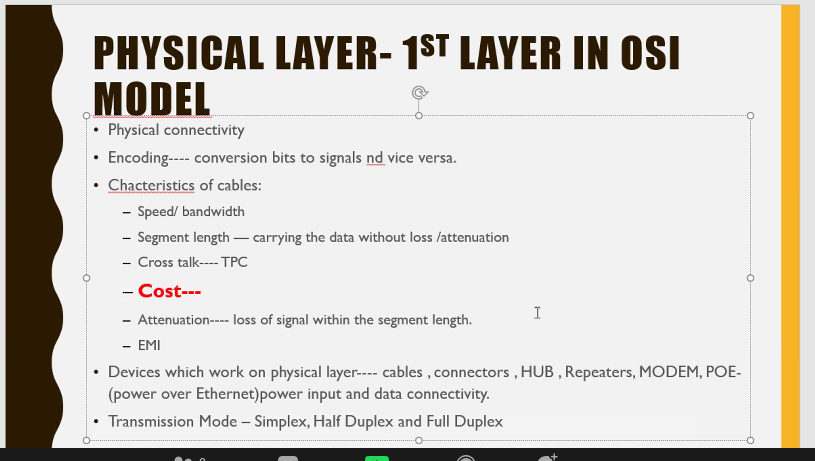 PHYSICAL LAYER- 1ST LAYER IN OSI
MODEL
• Physical connectivity
• Encoding---- conversion bits to signals nd vice versa.
• Chacteristics of cables:
– Speed/ bandwidth
– Segment length — carrying the data without loss /attenuation
– Cross talk---- TPC
– Cost---
– Attenuation---- loss of signal within the segment length.
– EMI
• Devices which work on physical layer---- cables , connectors , HUB , Repeaters, MODEM, POE-
(power over Ethernet)power input and data connectivity.
• Transmission Mode – Simplex, Half Duplex and Full Duplex